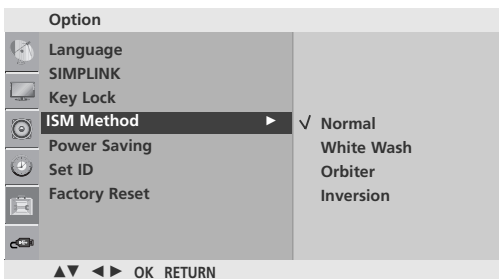 Option
Language
SIMPLINK
Key Lock
ISM Method ►
Power Saving
Set ID
Factory Reset
√ Normal
White Wash
Orbiter
Inversion
▲▼ ◄► OK RETURN